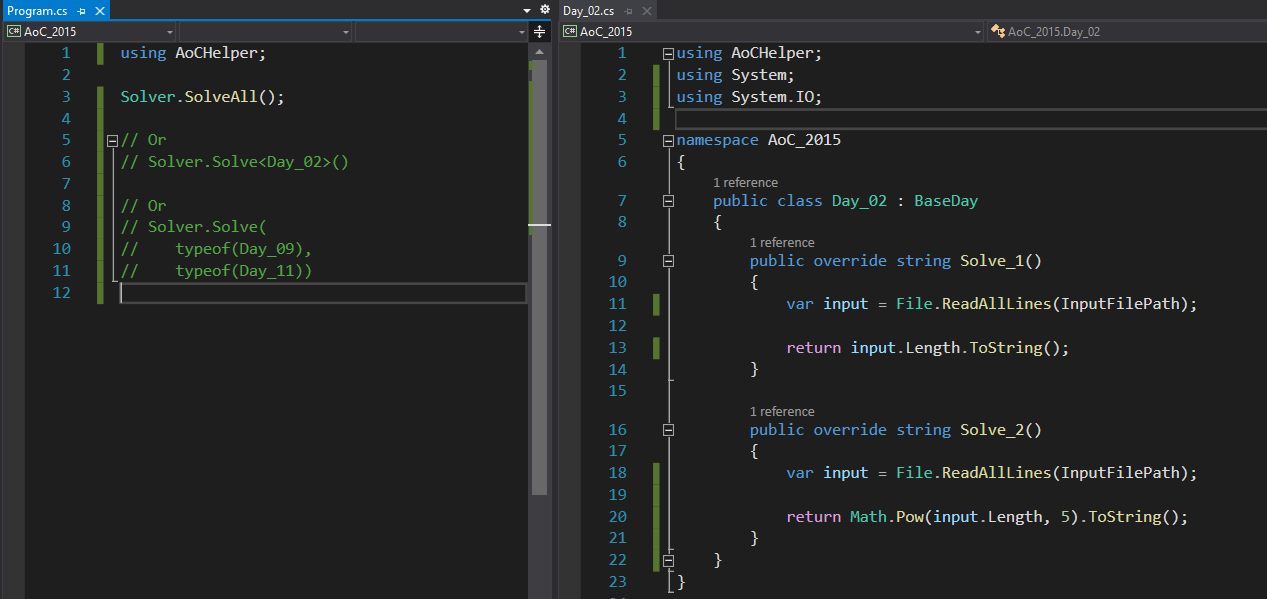 Program.cs
AoC_2015
1 using AoCHelper;
2
3 Solver.SolveAll();
4
5 // Or
6 // Solver.Solve<Day_02>()
7
8 // Or
9 // Solver.Solve(
10 //    typeof(Day_09),
11 //    typeof(Day_11))
12
Day_02.cs
C# AoC_2015
AoC_2015.Day_02
1 using AoCHelper;
2 using System;
3 using System.IO;
4
5 namespace AoC_2015
6 {
1 reference
7 public class Day_02 : BaseDay
8 {
1 reference
9 public override string Solve_1()
10 {
11 var input = File.ReadAllLines(InputFilePath);
12
13 return input.Length.ToString();
14 }
15
1 reference
16 public override string Solve_2()
17 {
18 var input = File.ReadAllLines(InputFilePath);
19
20 return Math.Pow(input.Length, 5).ToString();
21 }
22 }
23 }